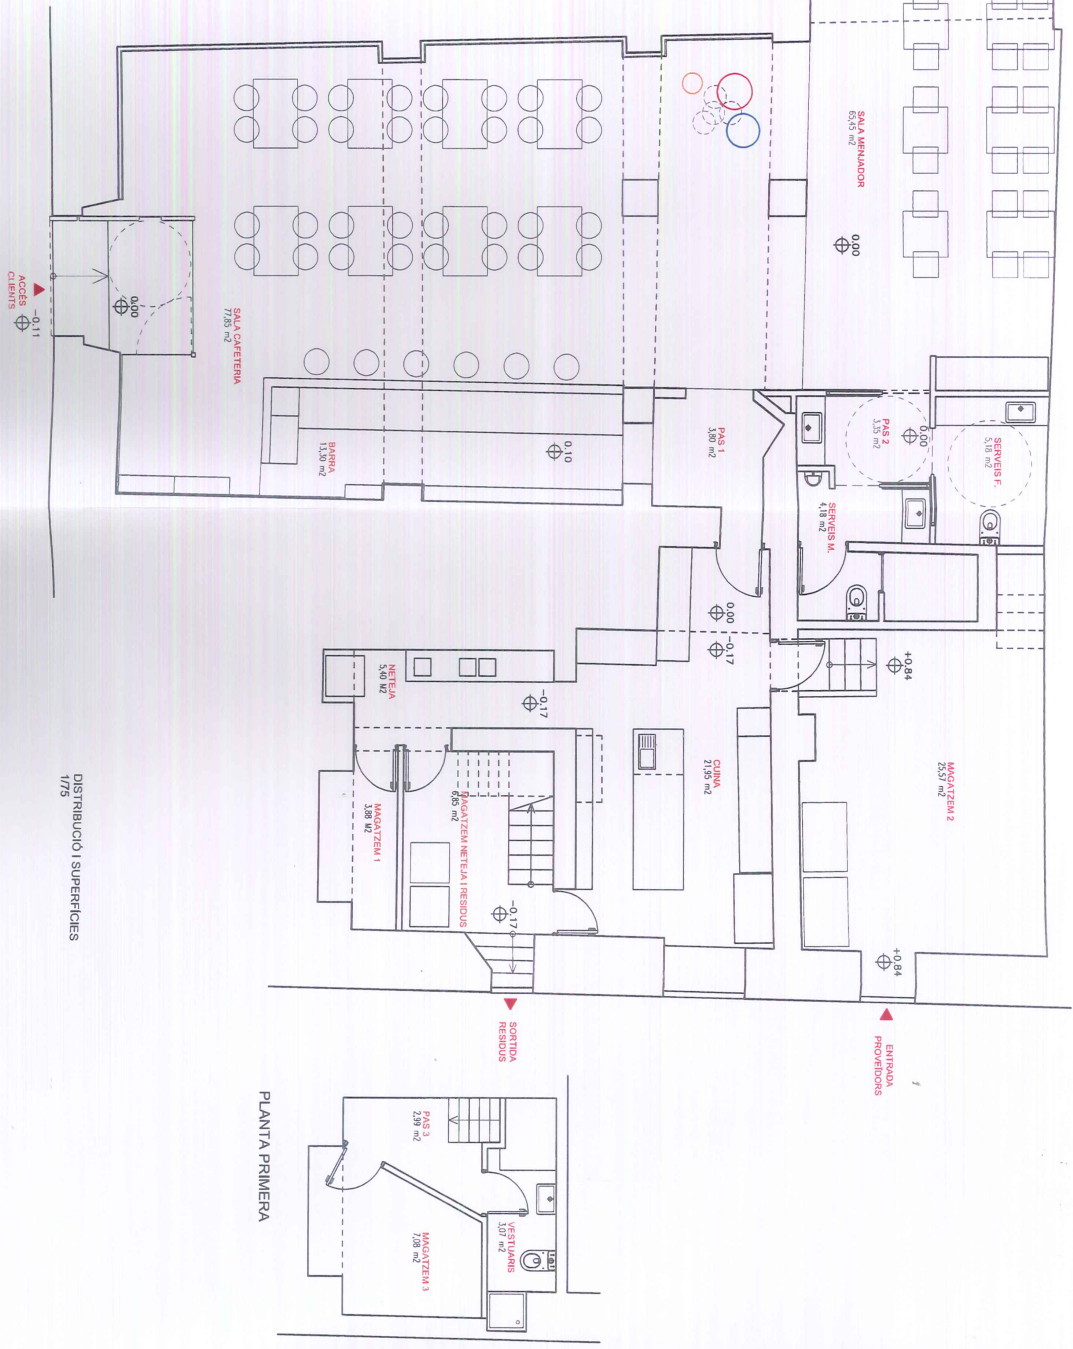 SALA MENJADOR
65,45 m2
0.00
SALA CAFETERIA
77,85 m2
0.00
ACCÉS
CLIENTS
-0.11
BARRA
13,30 m2
0.10
PAS 1
3,80 m2
PAS 2
3,35 m2
0.00
SERVEIS F.
5,18 m2
SERVEIS M.
4,18 m2
0.00
-0.17
+0.84
NETEJA
5,40 M2
-0.17
CUINA
21,95 m2
MAGATZEM 2
25,57 m2
MAGATZEM 1
3,88 M2
MAGATZEM NETEJA I RESIDUS
6,85 m2
-0.17
+0.84
SORTIDA
RESIDUS
ENTRADA
PROVEÏDORS
DISTRIBUCIÓ I SUPERFÍCIES
1/75
PLANTA PRIMERA
PAS 3
2,99 m2
VESTUARIS
3,07 m2
MAGATZEM 3
7,08 m2